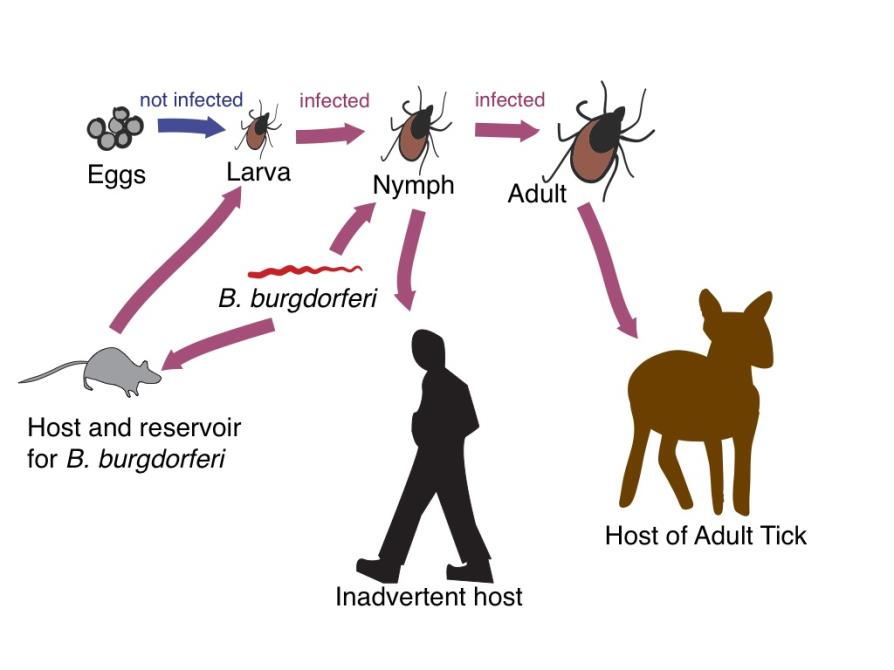 not infected
infected
infected
Eggs
Larva
Nymph
Adult
B. burgdorferi
Host and reservoir
for B. burgdorferi
Host of Adult Tick
Inadvertent host